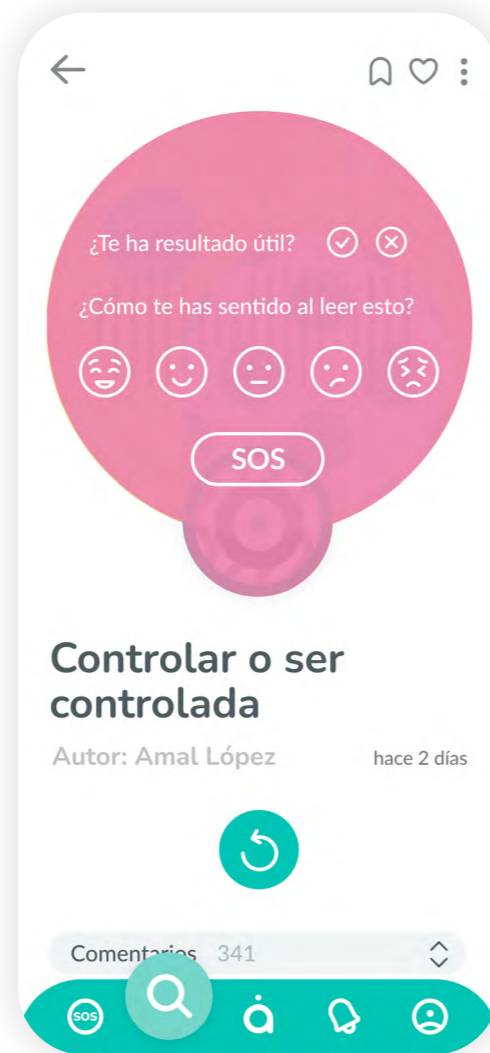 ¿Te ha resultado útil?
¿Cómo te has sentido al leer esto?
SOS
Controlar o ser
controlada
Autor: Amal López
hace 2 días
Comentarios 341
SOS